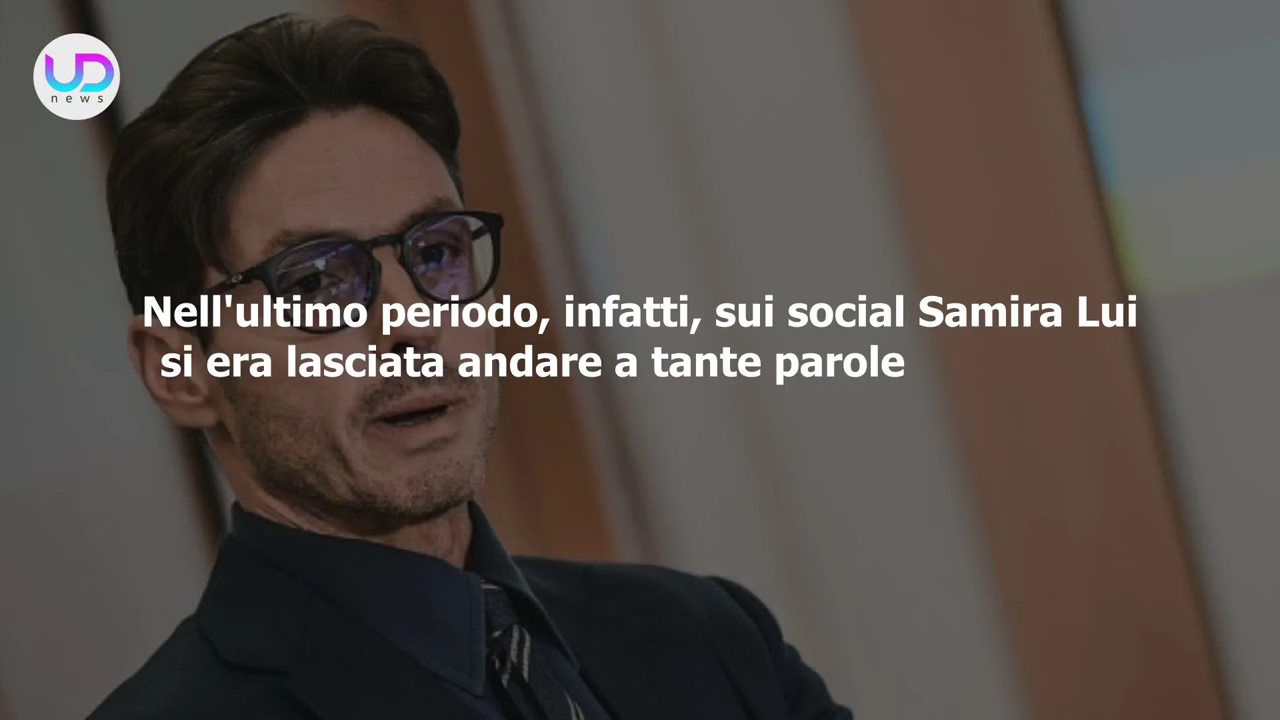 UD
news
Nell'ultimo periodo, infatti, sui social Samira Lui
si era lasciata andare a tante parole